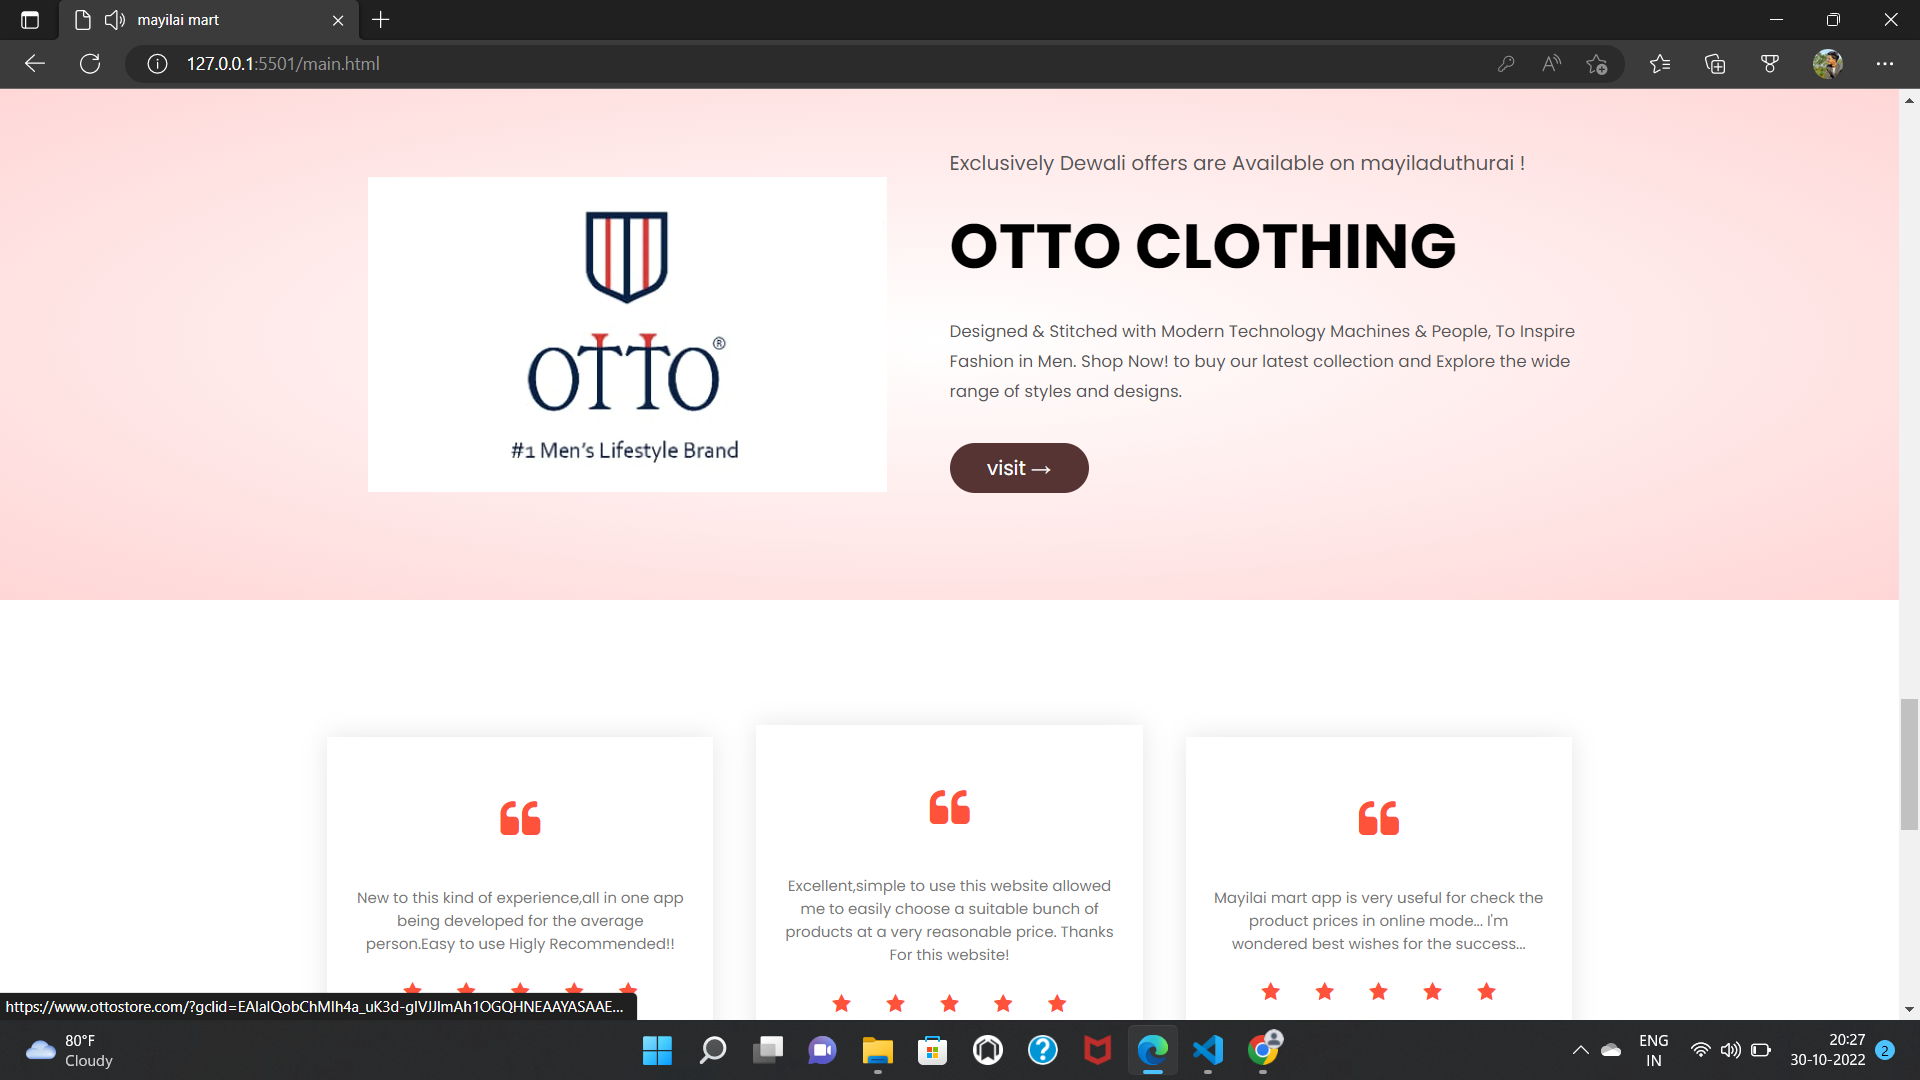 mayilai mart
127.0.0.1:5501/main.html
Exclusively Dewali offers are Available on mayiladuthurai !
OTTO CLOTHING
OTTO®
#1 Men's Lifestyle Brand
Designed & Stitched with Modern Technology Machines & People, To Inspire
Fashion in Men. Shop Now! to buy our latest collection and Explore the wide
range of styles and designs.
visit →
New to this kind of experience,all in one app
being developed for the average
person.Easy to use Higly Recommended!!
Excellent,simple to use this website allowed
me to easily choose a suitable bunch of
products at a very reasonable price. Thanks
For this website!
Mayilai mart app is very useful for check the
product prices in online mode... I'm
wondered best wishes for the success...
https://www.ottostore.com/?gclid=EAIaIQobChMIh4a_uK3d-gIVJJlmAh1OGQHNEAAYASAAE...
80°F
Cloudy
ENG
IN
20:27
30-10-2022
2